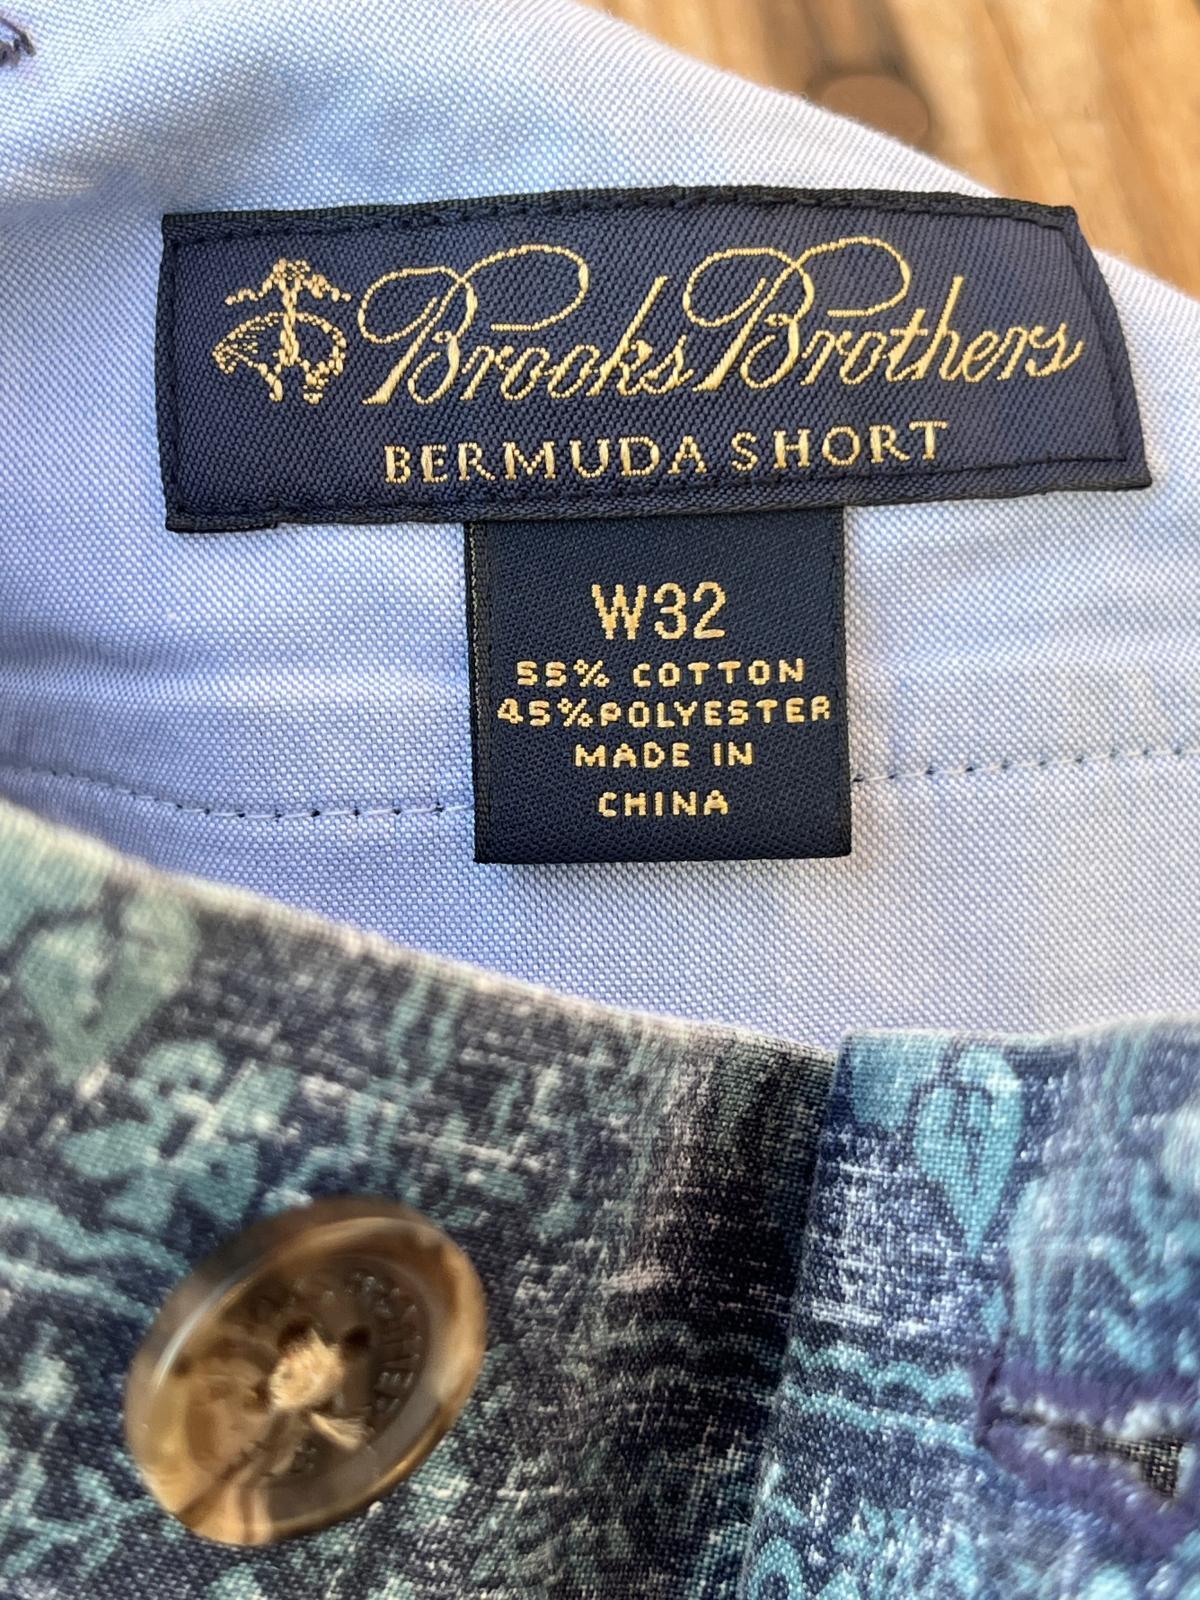 Brooks Brothers
BERMUDA SHORT
W32
55% COTTON
45% POLYESTER
MADE IN
CHINA